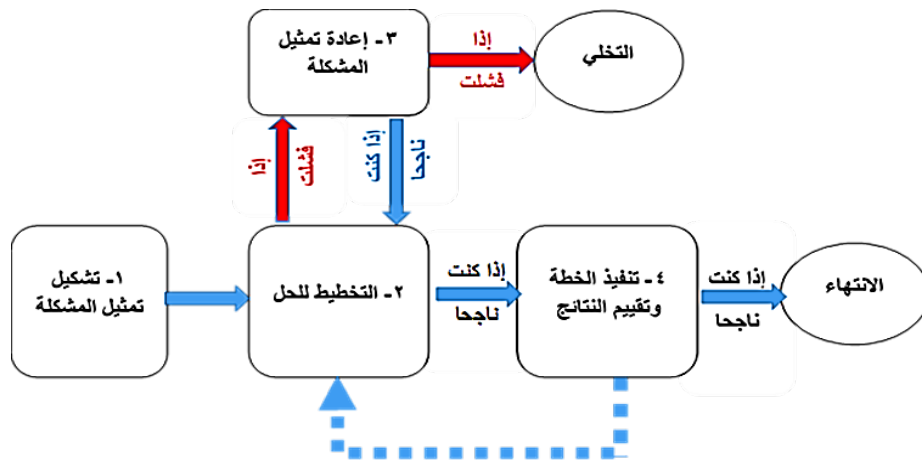 ٣- إعادة تمثيل
المشكلة
إذا
فشلت
التخلي
إذا
فشلت
إذا كنت
ناجحا
١- تشكيل
تمثيل المشكلة
٢- التخطيط للحل
إذا كنت
ناجحا
٤- تنفيذ الخطة
وتقييم النتائج
إذا كنت
ناجحا
الانتهاء